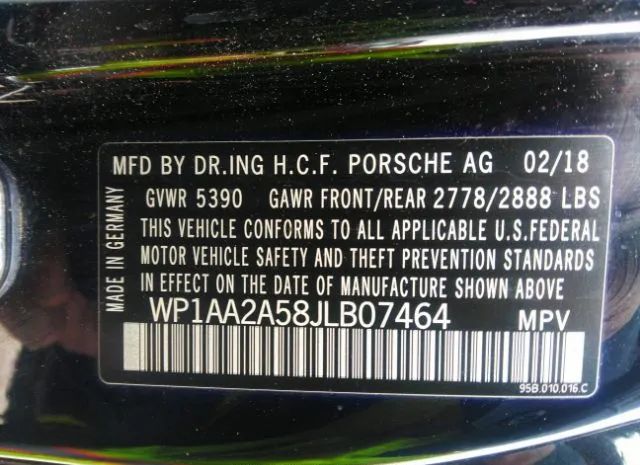 MFD BY DR.ING H.C.F. PORSCHE AG 02/18
GVWR 5390 GAWR FRONT/REAR 2778/2888 LBS
THIS VEHICLE CONFORMS TO ALL APPLICABLE U.S.FEDERAL
MOTOR VEHICLE SAFETY AND THEFT PREVENTION STANDARDS
IN EFFECT ON THE DATE OF MANUFACTURE SHOWN ABOVE
WP1AA2A58JLB07464 MPV
95B.010.016.C
MADE IN GERMANY